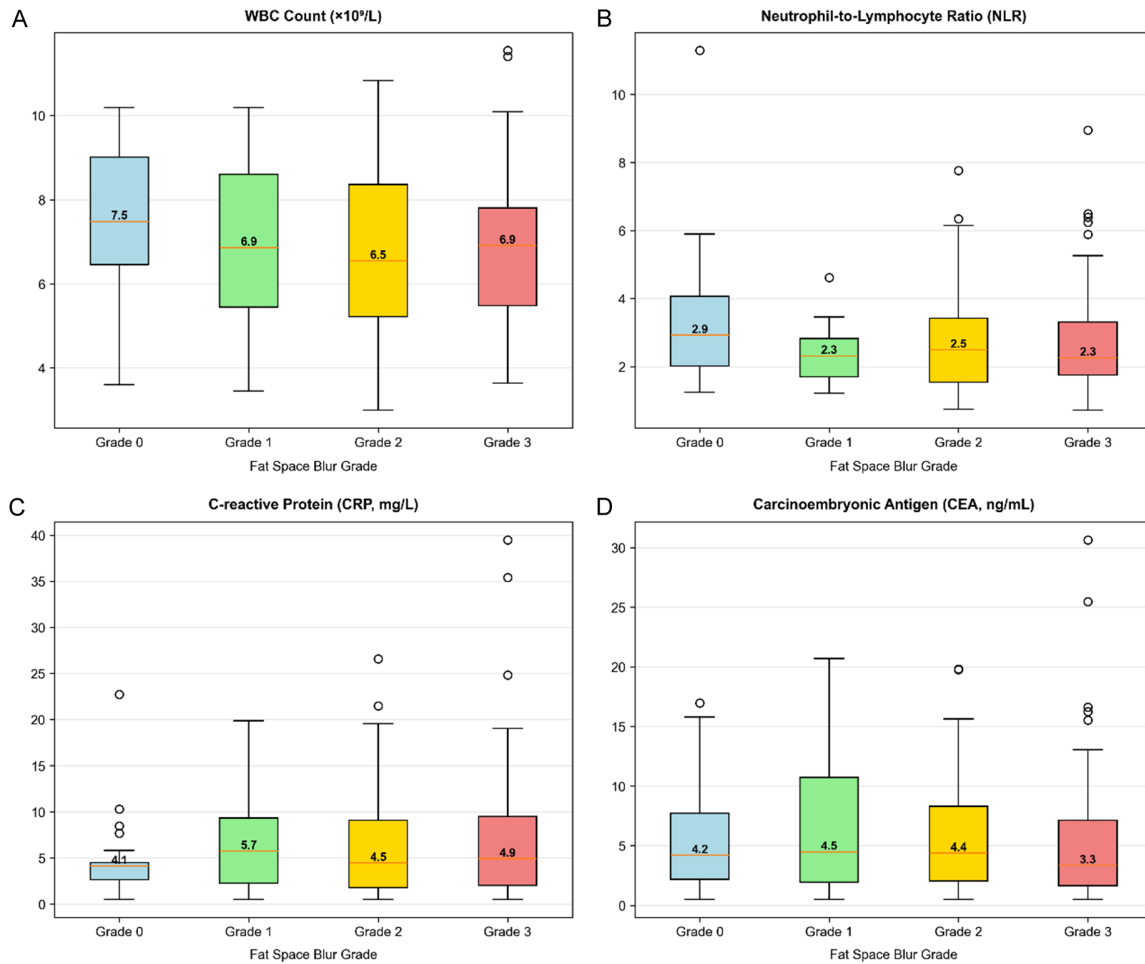 A
WBC Count (×10⁹/L)
10
8
6
4
7.5
6.9
6.5
6.9
Grade 0 Grade 1 Grade 2 Grade 3
Fat Space Blur Grade
B
Neutrophil-to-Lymphocyte Ratio (NLR)
10
8
6
4
2
2.9
2.3
2.5
2.3
Grade 0 Grade 1 Grade 2 Grade 3
Fat Space Blur Grade
C
C-reactive Protein (CRP, mg/L)
40
35
30
25
20
15
10
5
0
4.1
5.7
4.5
4.9
Grade 0 Grade 1 Grade 2 Grade 3
Fat Space Blur Grade
D
Carcinoembryonic Antigen (CEA, ng/mL)
30
25
20
15
10
5
0
4.2
4.5
4.4
3.3
Grade 0 Grade 1 Grade 2 Grade 3
Fat Space Blur Grade